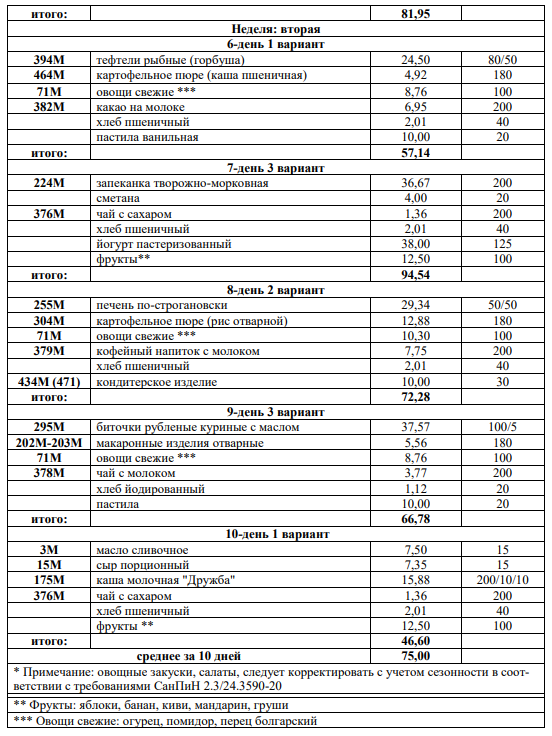 итого: 81,95
Неделя: вторая
6-день 1 вариант
394М тефтели рыбные (горбуша) 24,50 80/50
464М картофельное пюре (каша пшеничная) 4,92 180
71М овощи свежие *** 8,76 100
382М какао на молоке 6,95 200
хлеб пшеничный 2,01 40
пастила ванильная 10,00 20
итого: 57,14
7-день 3 вариант
224М запеканка творожно-морковная 36,67 200
сметана 4,00 20
376М чай с сахаром 1,36 200
хлеб пшеничный 2,01 40
йогурт пастеризованный 38,00 125
фрукты** 12,50 100
итого: 94,54
8-день 2 вариант
255М печень по-строгановски 29,34 50/50
304М картофельное пюре (рис отварной) 12,88 180
71М овощи свежие *** 10,30 100
379М кофейный напиток с молоком 7,75 200
хлеб пшеничный 2,01 40
434М (471) кондитерское изделие 10,00 30
итого: 72,28
9-день 3 вариант
295М биточки рубленые куриные с маслом 37,57 100/5
202М-203М макаронные изделия отварные 5,56 180
71М овощи свежие *** 8,76 100
378М чай с молоком 3,77 200
хлеб йодированный 1,12 20
пастила 10,00 20
итого: 66,78
10-день 1 вариант
3М масло сливочное 7,50 15
15М сыр порционный 7,35 15
175М каша молочная "Дружба" 15,88 200/10/10
376М чай с сахаром 1,36 200
хлеб пшеничный 2,01 40
фрукты ** 12,50 100
итого: 46,60
среднее за 10 дней 75,00
* Примечание: овощные закуски, салаты, следует корректировать с учетом сезонности в соот-
ветствии с требованиями СанПиН 2.3/24.3590-20
** Фрукты: яблоки, банан, киви, мандарин, груши
*** Овощи свежие: огурец, помидор, перец болгарский